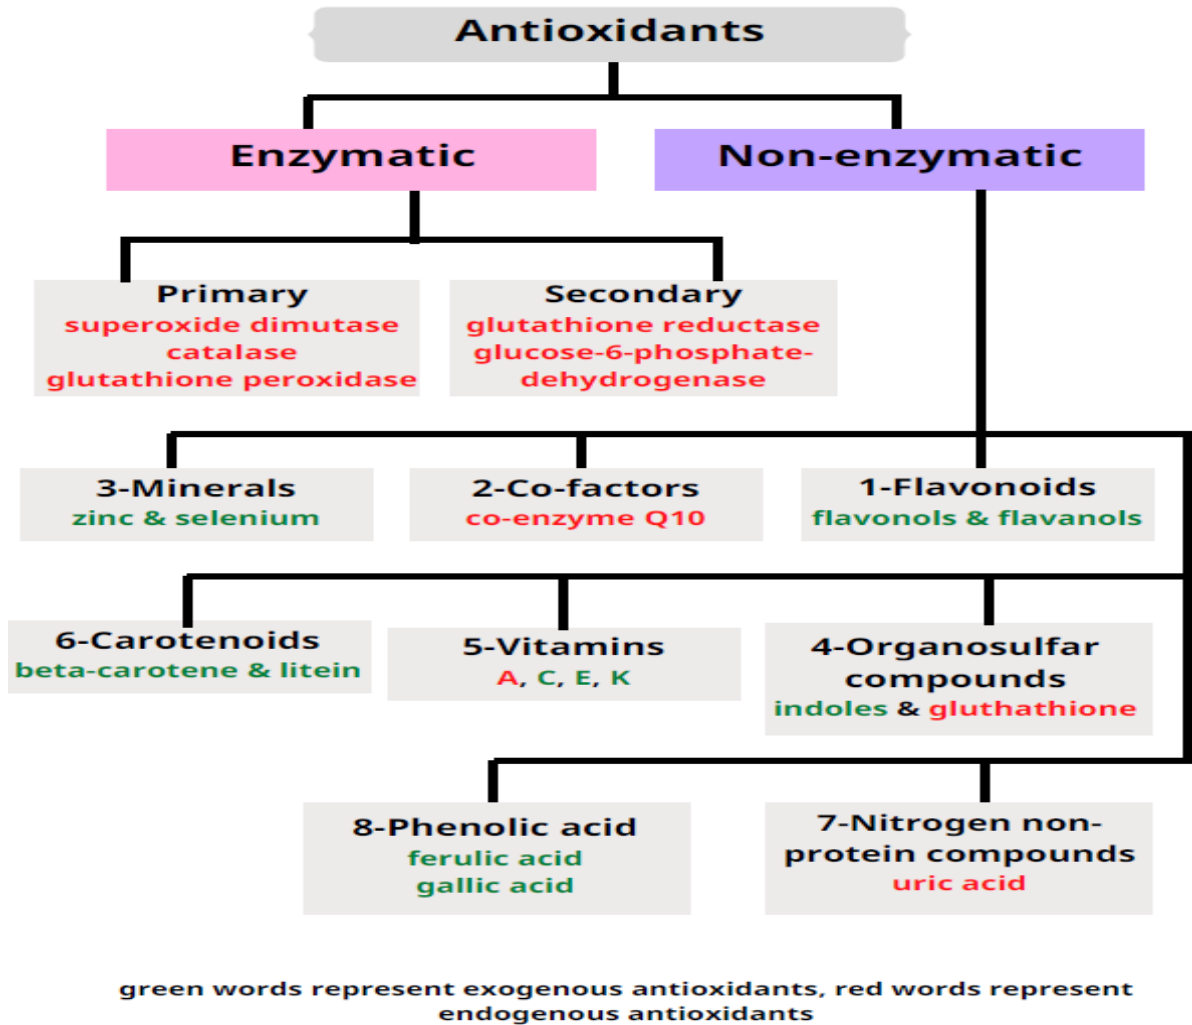 Antioxidants
Enzymatic
Non-enzymatic
Primary
superoxide dimutase
catalase
glutathione peroxidase
Secondary
glutathione reductase
glucose-6-phosphate-
dehydrogenase
3-Minerals
zinc & selenium
2-Co-factors
co-enzyme Q10
1-Flavonoids
flavonols & flavanols
6-Carotenoids
beta-carotene & litein
5-Vitamins
A, C, E, K
4-Organosulfar
compounds
indoles & gluthathione
8-Phenolic acid
ferulic acid
gallic acid
7-Nitrogen non-
protein compounds
uric acid
green words represent exogenous antioxidants, red words represent
endogenous antioxidants